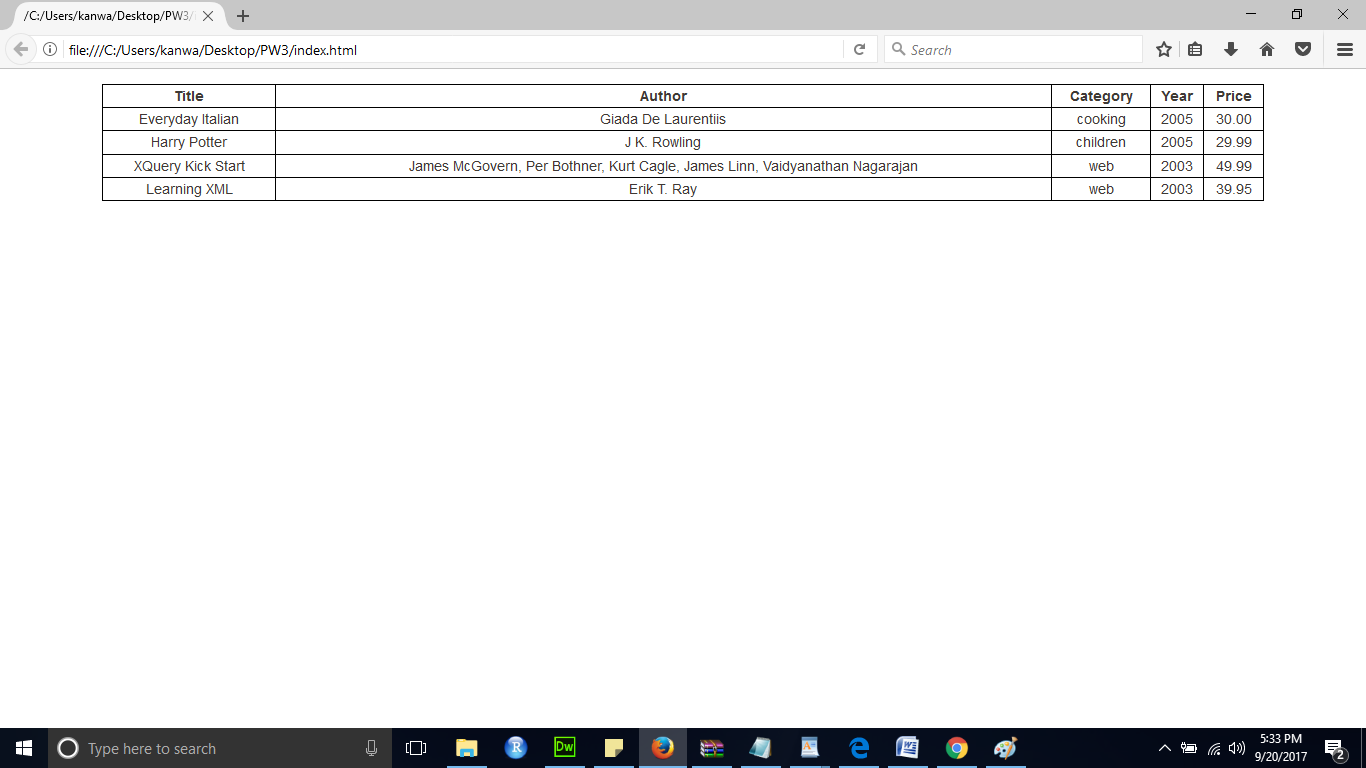 /C:/Users/kanwa/Desktop/PW3/
file:///C:/Users/kanwa/Desktop/PW3/index.html
Search
Title Author Category Year Price
Everyday Italian Giada De Laurentiis cooking 2005 30.00
Harry Potter J K. Rowling children 2005 29.99
XQuery Kick Start James McGovern, Per Bothner, Kurt Cagle, James Linn, Vaidyanathan Nagarajan web 2003 49.99
Learning XML Erik T. Ray web 2003 39.95
Type here to search
R
Dw
5:33 PM
9/20/2017
2